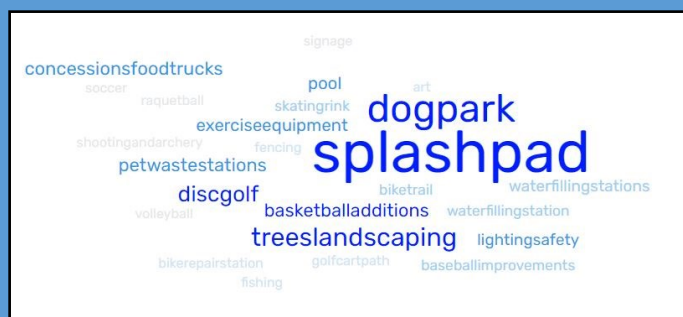 signage
concessionsfoodtrucks
soccer
pool
art
raquetball
skatingrink
dogpark
exerciseequipment
shootingandarchery
fencing
splashpad
petwastestations
discgolf
biketrail
waterfillingstations
volleyball
basketballadditions
waterfillingstation
treeslandscaping
lightingsafety
bikerepairstation
golfcartpath
baseballimprovements
fishing